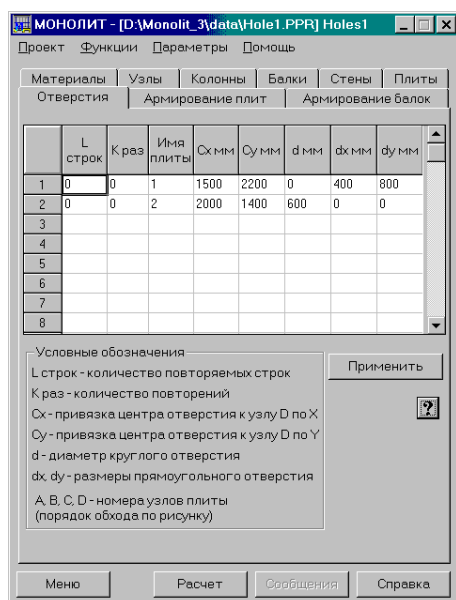 МОНОЛИТ - [D:\Monolit_3\data\Hole1.PPR] Holes1
Проект Функции Параметры Помощь
Материалы Узлы Колонны Балки Стены Плиты
Отверстия Армирование плит Армирование балок
L строк К раз Имя плиты Cx мм Cy мм d мм dx мм dy мм
1 0 0 1 1500 2200 0 400 800
2 0 0 2 2000 1400 600 0 0
3
4
5
6
7
8
Условные обозначения
L строк - количество повторяемых строк
К раз - количество повторений
Cx - привязка центра отверстия к узлу D по X
Cy - привязка центра отверстия к узлу D по Y
d - диаметр круглого отверстия
dx, dy - размеры прямоугольного отверстия
A, B, C, D - номера узлов плиты
(порядок обхода по рисунку)
Применить
?
Меню Расчет Сообщения Справка